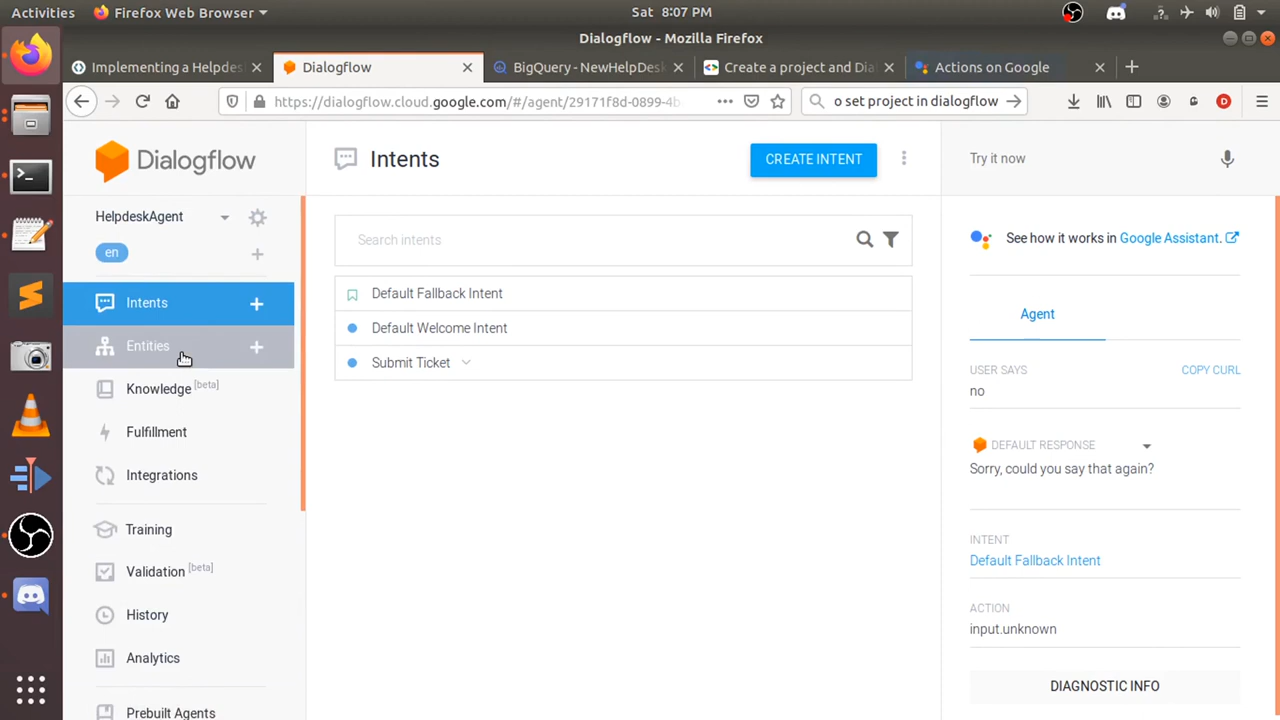 Activities
Firefox Web Browser
Sat 8:07 PM
Dialogflow - Mozilla Firefox
Implementing a Helpdes
Dialogflow
BigQuery - NewHelpDesk
Create a project and Dia
Actions on Google
https://dialogflow.cloud.google.com/#/agent/29171f8d-0899-4b
o set project in dialogflow
Dialogflow
HelpdeskAgent
en
Intents
Entities
Knowledge [beta]
Fulfillment
Integrations
Training
Validation [beta]
History
Analytics
Prebuilt Agents
Intents
CREATE INTENT
Search intents
Default Fallback Intent
Default Welcome Intent
Submit Ticket
Try it now
See how it works in Google Assistant.
Agent
USER SAYS
COPY CURL
no
DEFAULT RESPONSE
Sorry, could you say that again?
INTENT
Default Fallback Intent
ACTION
input.unknown
DIAGNOSTIC INFO